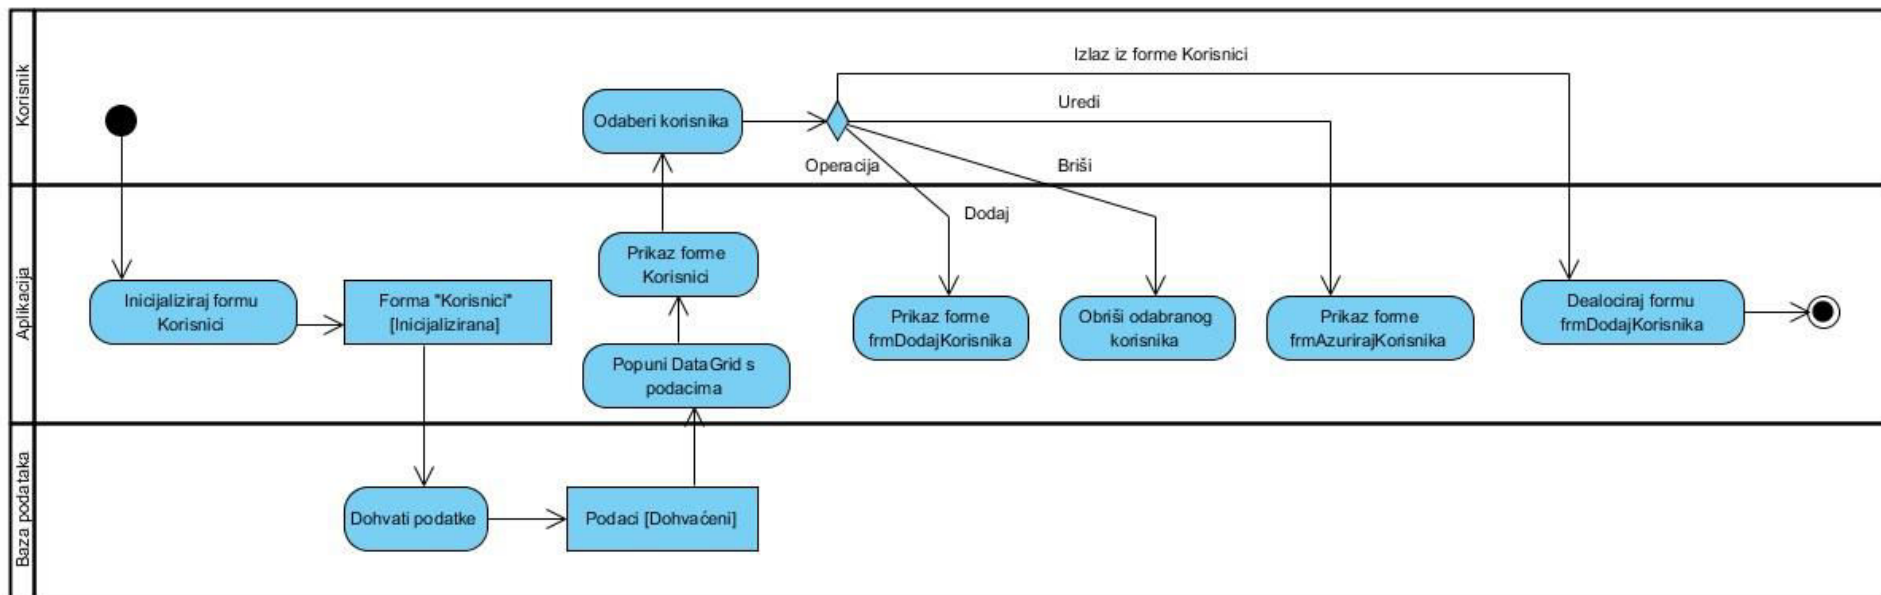 Korisnik
Izlaz iz forme Korisnici
Odaberi korisnika
Uredi
Operacija
Briši
Aplikacija
Dodaj
Inicijaliziraj formu
Korisnici
Forma "Korisnici"
[Inicijalizirana]
Prikaz forme
Korisnici
Popuni DataGrid s
podacima
Prikaz forme
frmDodajKorisnika
Obriši odabranog
korisnika
Prikaz forme
frmAzurirajKorisnika
Dealociraj formu
frmDodajKorisnika
Baza podataka
Dohvati podatke
Podaci [Dohvaćeni]